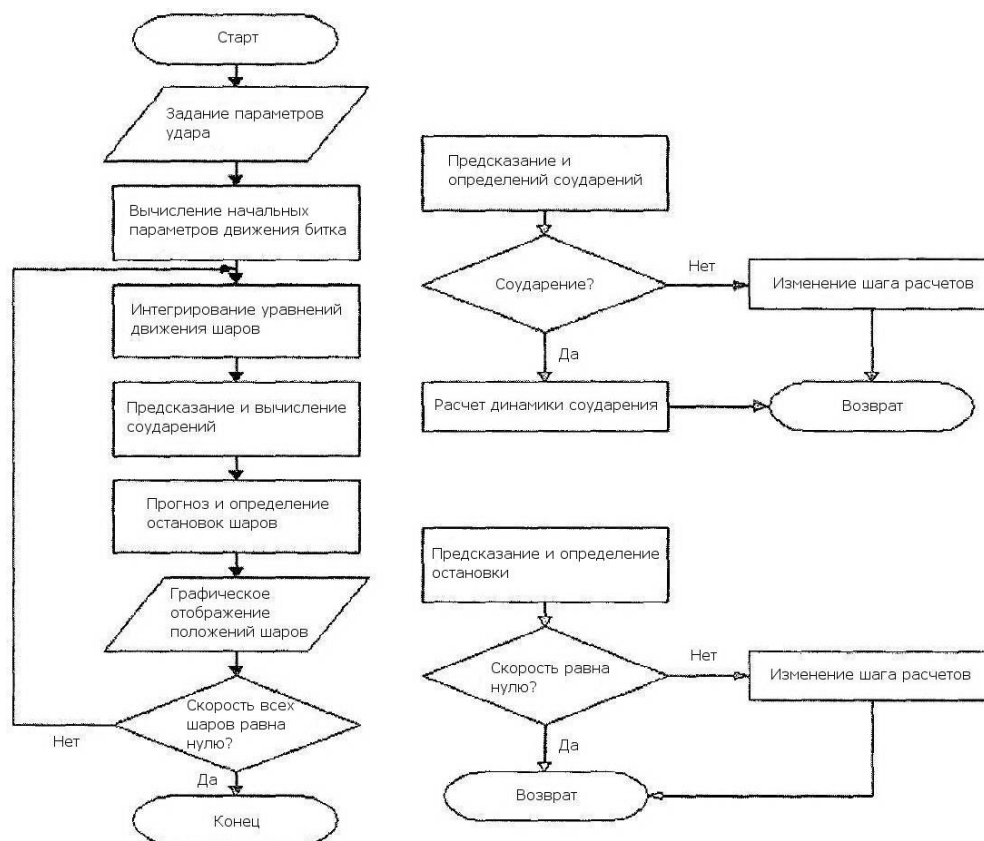 Старт
Задание параметров
удара
Вычисление начальных
параметров движения битка
Интегрирование уравнений
движения шаров
Предсказание и вычисление
соударений
Прогноз и определение
остановок шаров
Графическое
отображение
положений шаров
Скорость всех
шаров равна
нулю?
Нет
Да
Конец
Предсказание и
определений соударений
Соударение?
Нет
Изменение шага расчетов
Да
Расчет динамики соударения
Возврат
Предсказание и определение
остановки
Скорость равна
нулю?
Нет
Изменение шага расчетов
Да
Возврат